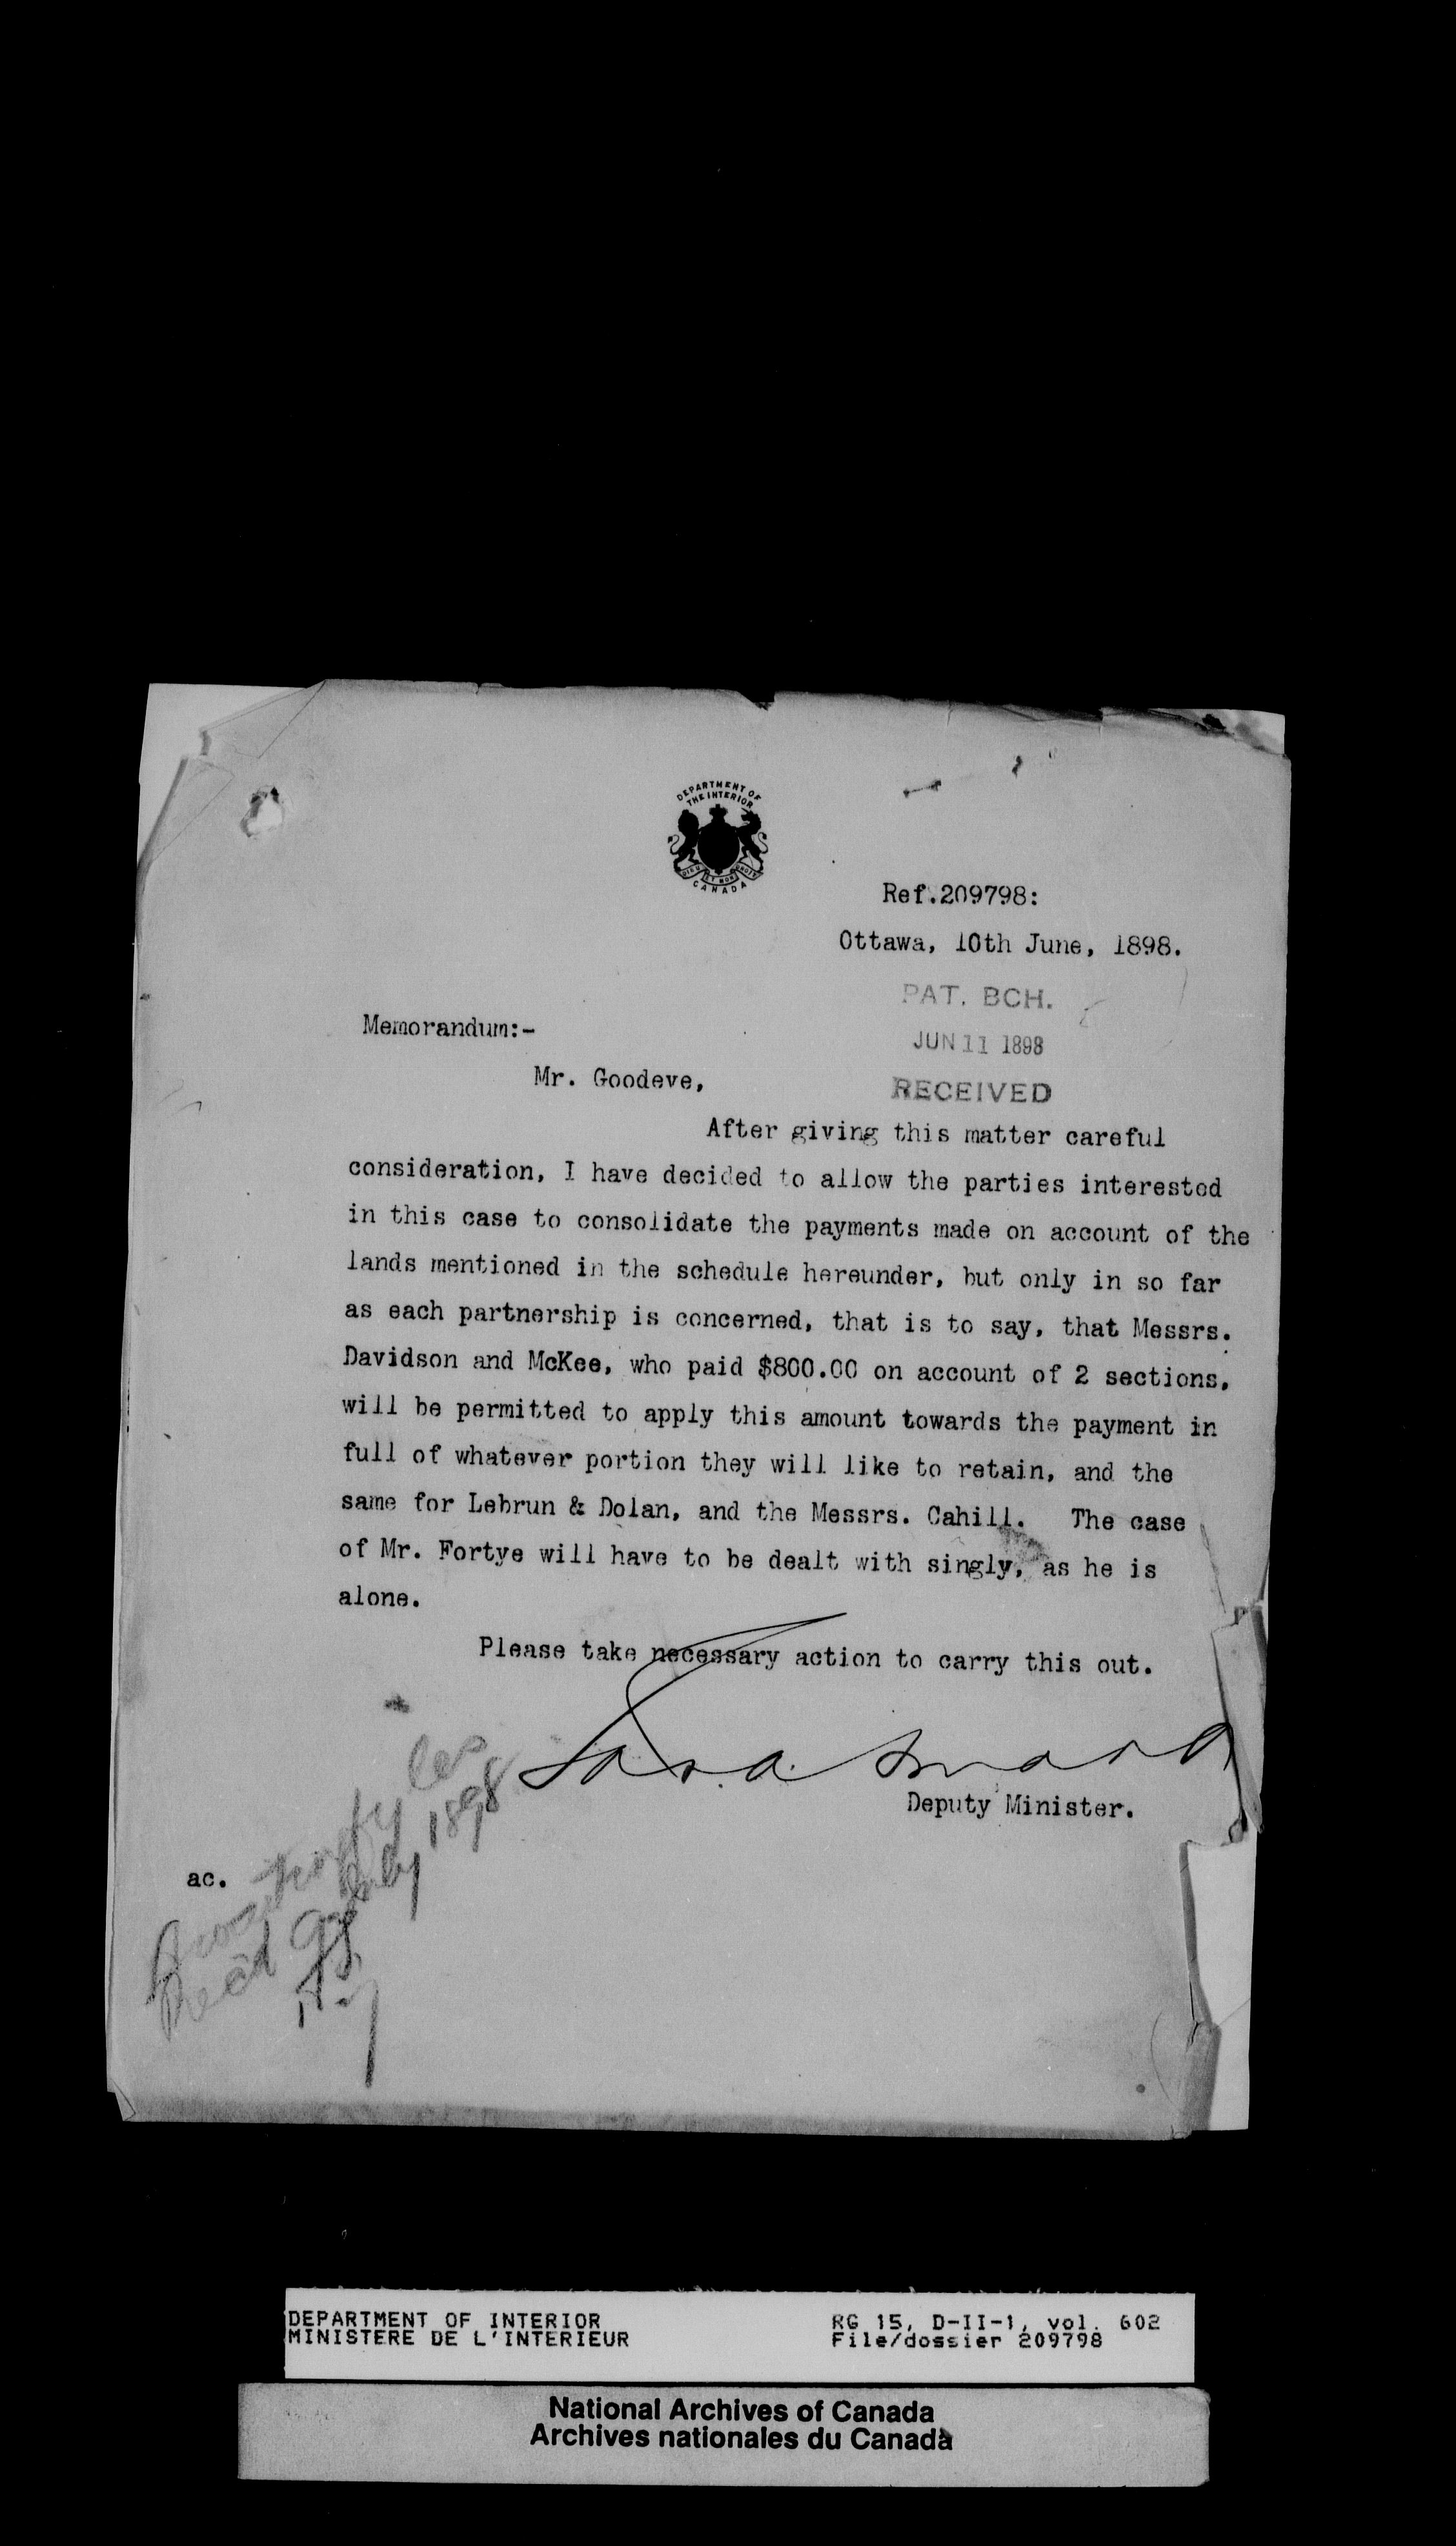 DEPARTMENT OF
THE INTERIOR
DIEU ET MON DROIT
CANADA
Ref.209798:
Ottawa, 10th June, 1898.
PAT. BCH.
JUN 11 1898
RECEIVED
Memorandum:-
Mr. Goodeve,
After giving this matter careful
consideration, I have decided to allow the parties interested
in this case to consolidate the payments made on account of the
lands mentioned in the schedule hereunder, but only in so far
as each partnership is concerned, that is to say, that Messrs.
Davidson and McKee, who paid $800.00 on account of 2 sections,
will be permitted to apply this amount towards the payment in
full of whatever portion they will like to retain, and the
same for Lebrun & Dolan, and the Messrs. Cahill. The case
of Mr. Fortye will have to be dealt with singly, as he is
alone.
Please take necessary action to carry this out.
Jas. A. Smart
Deputy Minister.
ac.
1898
DEPARTMENT OF INTERIOR
MINISTERE DE L'INTERIEUR
RG 15, D-II-1, vol. 602
File/dossier 209798
National Archives of Canada
Archives nationales du Canada